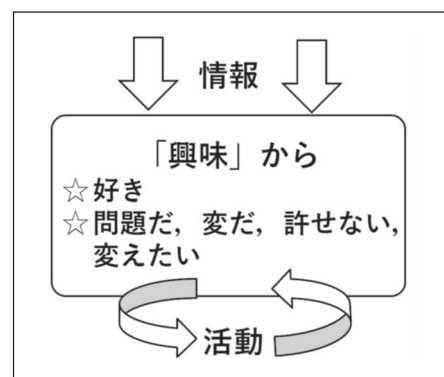 情報
「興味」から
☆好き
☆問題だ，変だ，許せない，
変えたい
活動